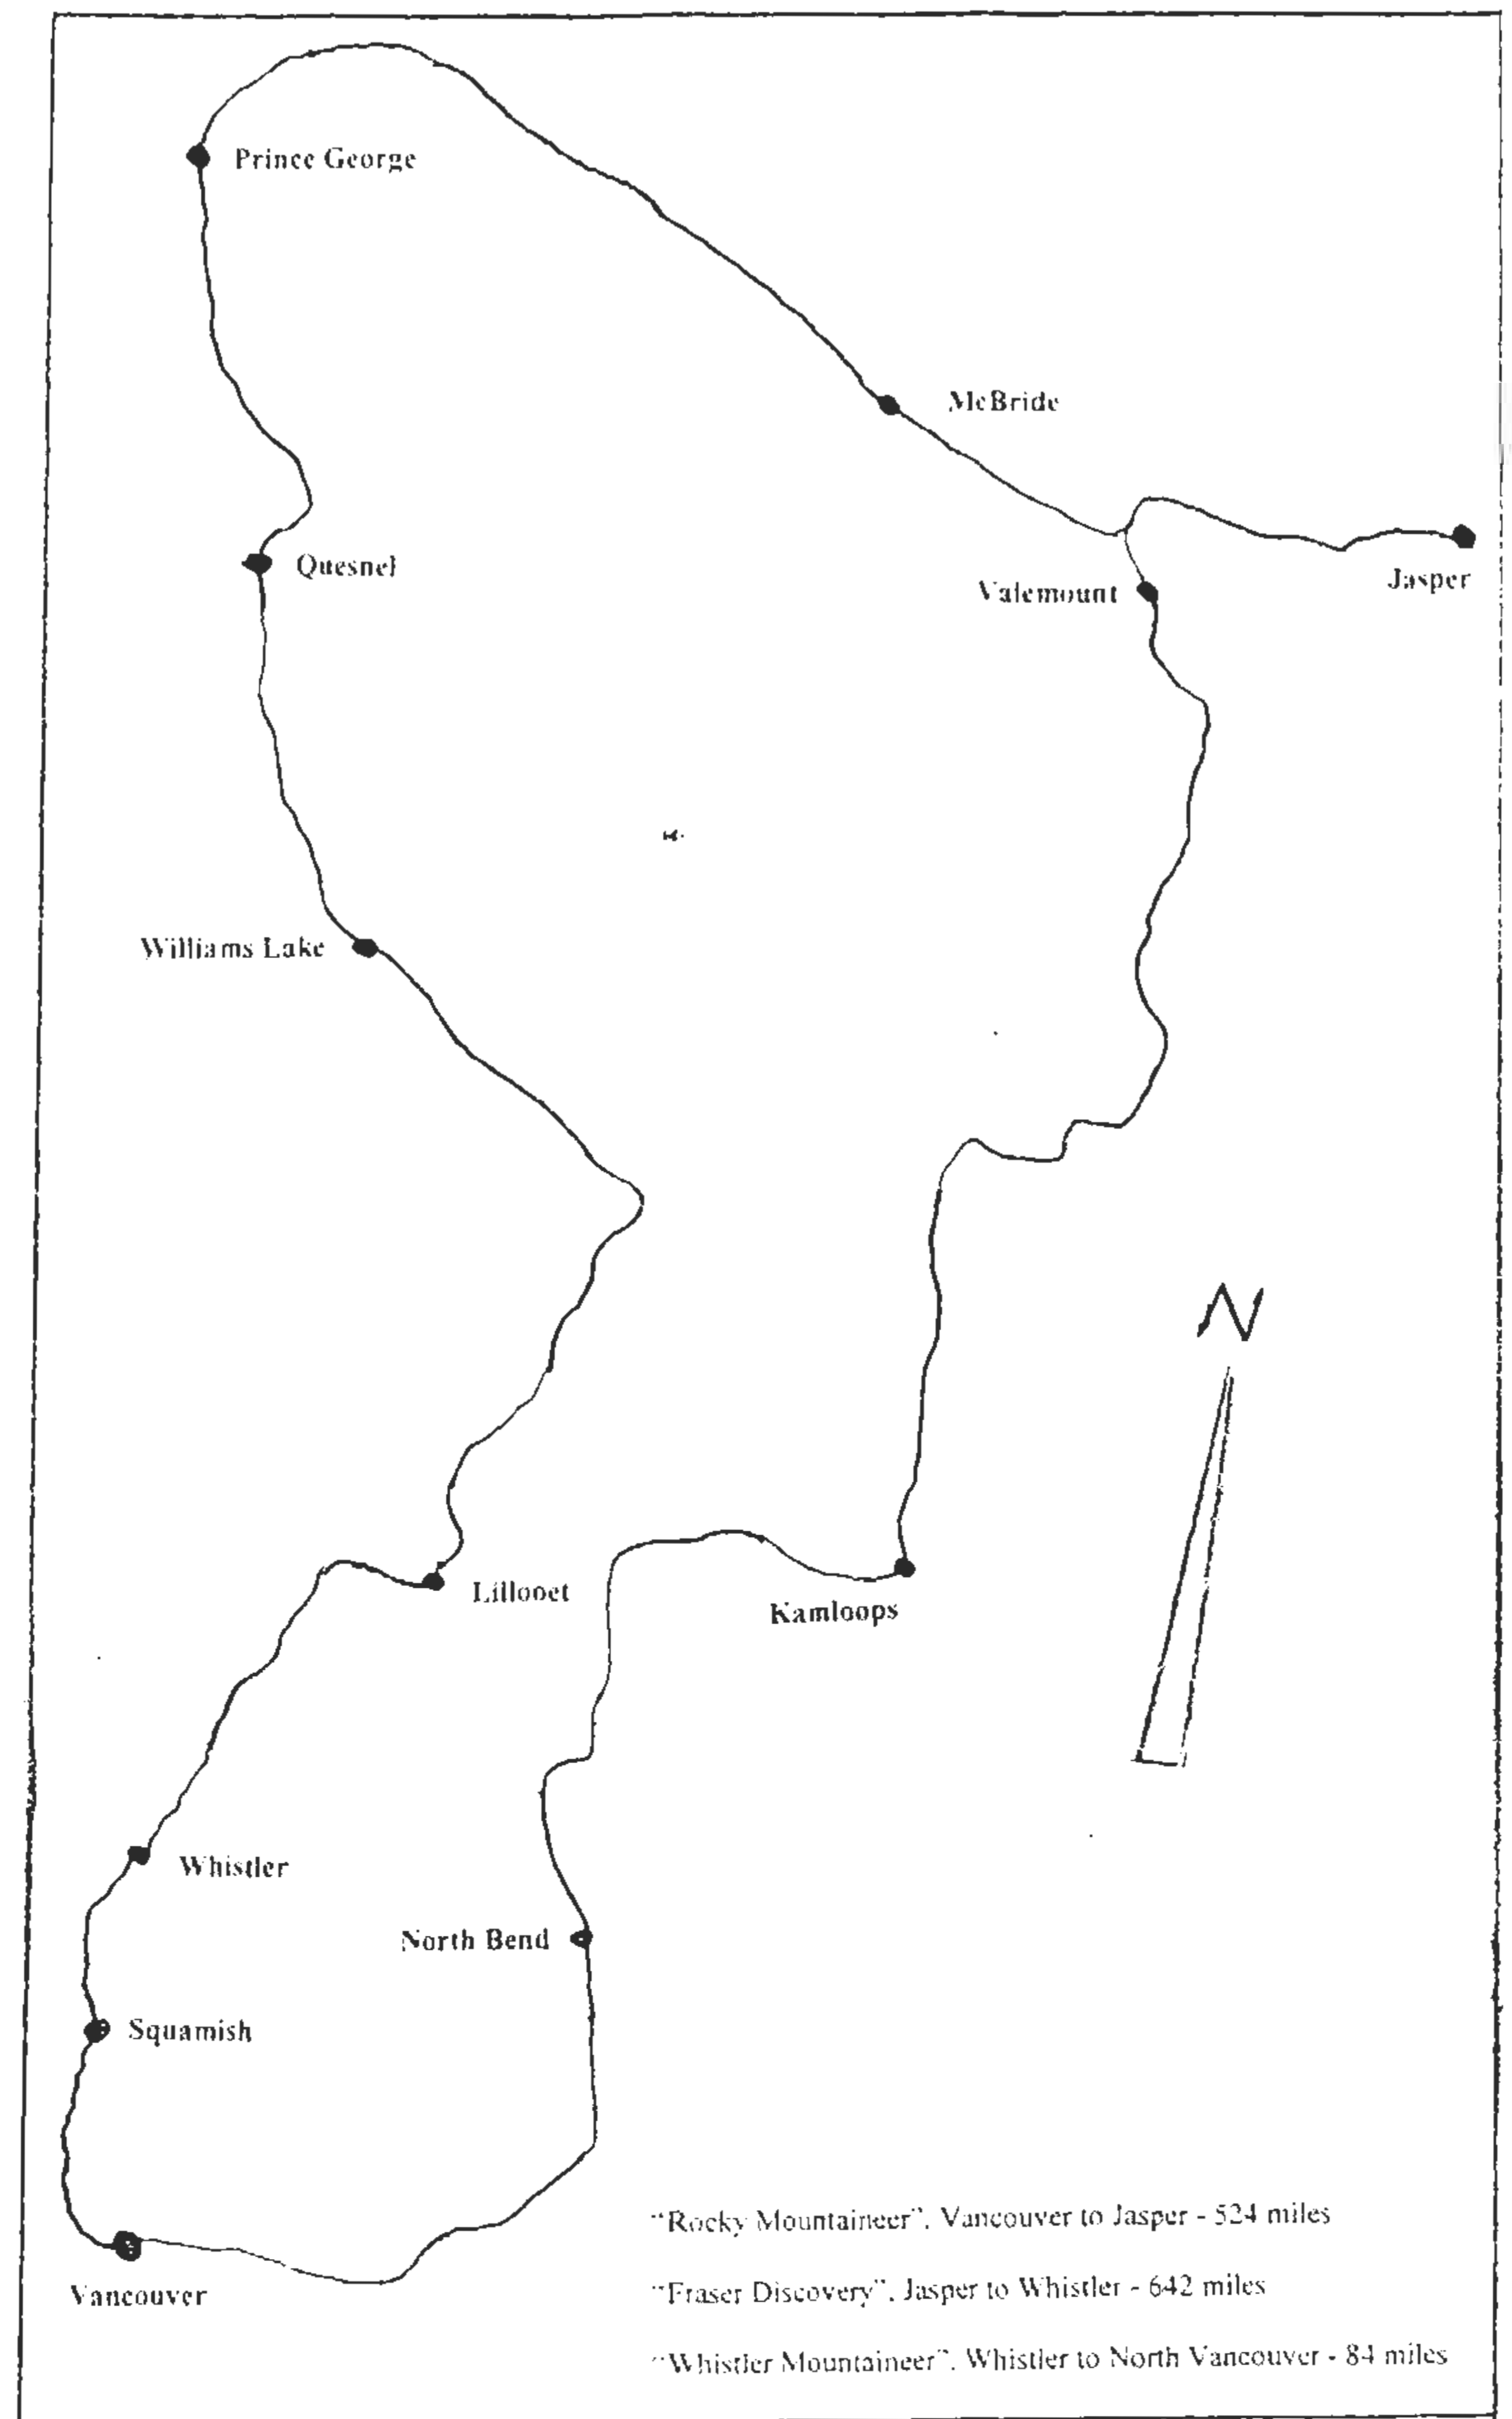 Prince George
McBride
Quesnel
Valemount
Jasper
Williams Lake
N
Lillooet
Kamloops
Whistler
North Bend
Squamish
Vancouver
"Rocky Mountaineer", Vancouver to Jasper - 524 miles
"Fraser Discovery", Jasper to Whistler - 642 miles
"Whistler Mountaineer", Whistler to North Vancouver - 84 miles